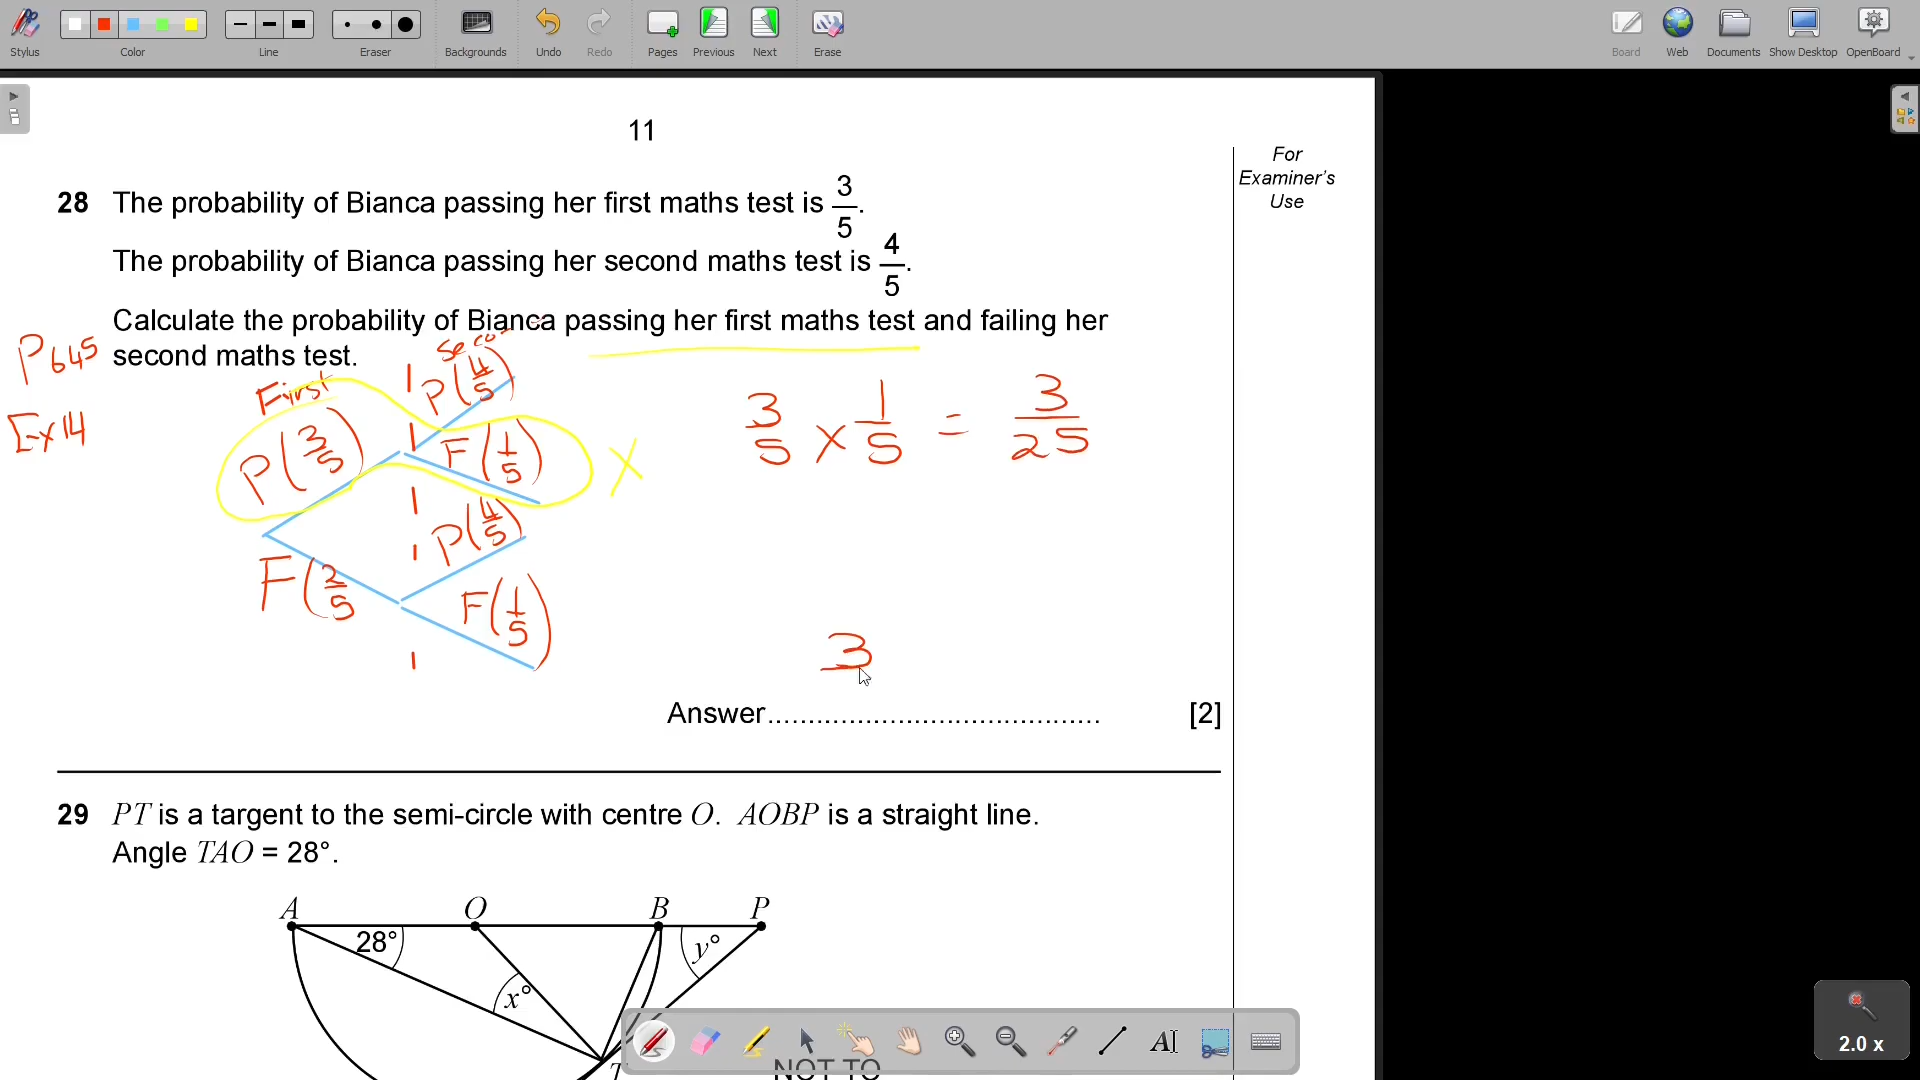 Stylus
Color
Line
Eraser
Backgrounds
Undo
Redo
Pages
Previous
Next
Erase
Board
Web
Documents
Show Desktop
OpenBoard
11
For
Examiner's
Use
28 The probability of Bianca passing her first maths test is 3/5.
The probability of Bianca passing her second maths test is 4/5.
Calculate the probability of Bianca passing her first maths test and failing her
second maths test.
P645
Ex14
First
Secon
P(3/5)
P(4/5)
F(1/5)
X
F(2/5
P(4/5)
F(1/5)
3/5 x 1/5 = 3/25
3
Answer........................................ [2]
29 PT is a targent to the semi-circle with centre O. AOBP is a straight line.
Angle TAO = 28°.
A
O
B
P
28°
y°
x°
T
NOT TO
2.0 x